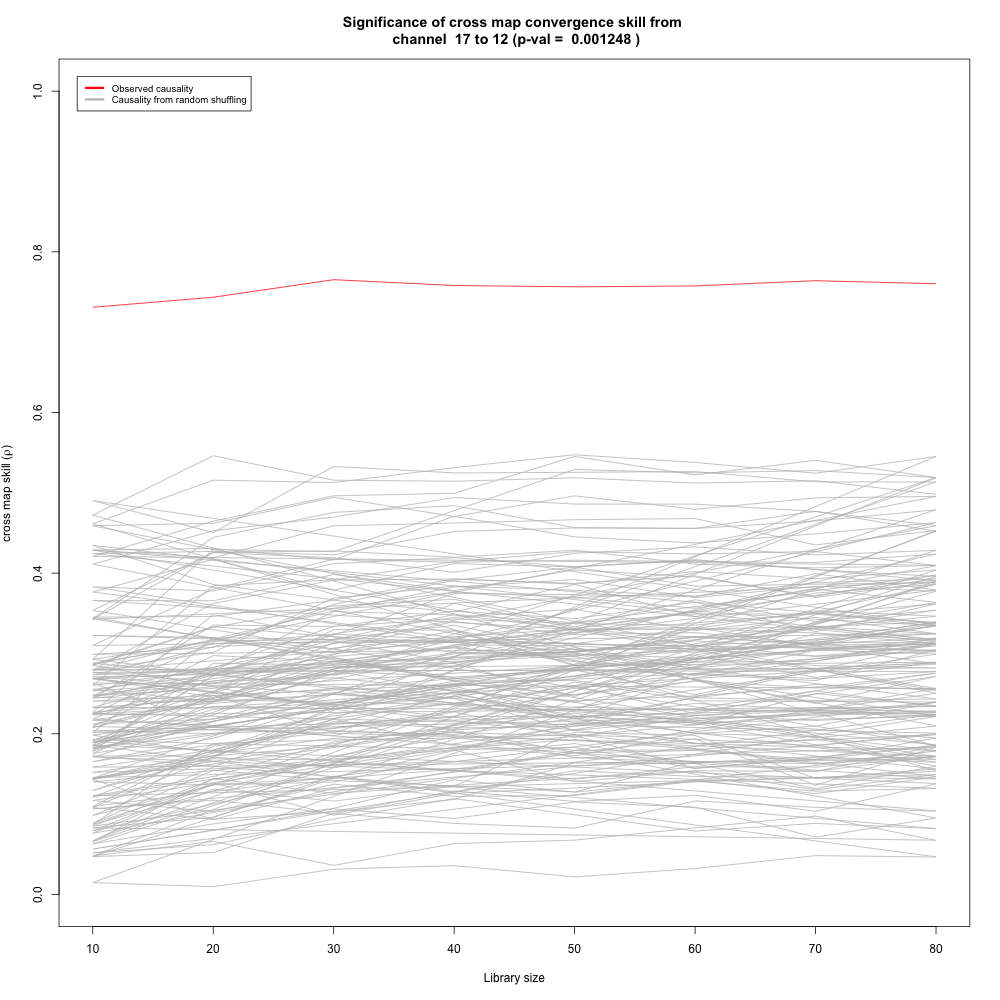 Significance of cross map convergence skill from
channel 17 to 12 (p-val = 0.001248 )
Observed causality
Causality from random shuffling
1.0
0.8
0.6
0.4
0.2
0.0
cross map skill (ρ)
10 20 30 40 50 60 70 80
Library size